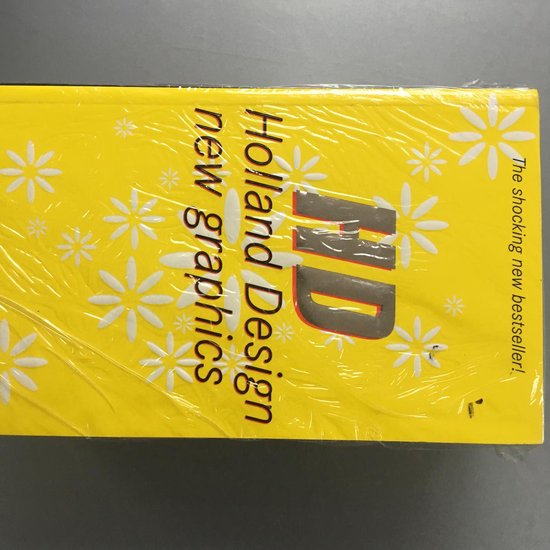 The shocking new bestseller!
HD
Holland Design
new graphics